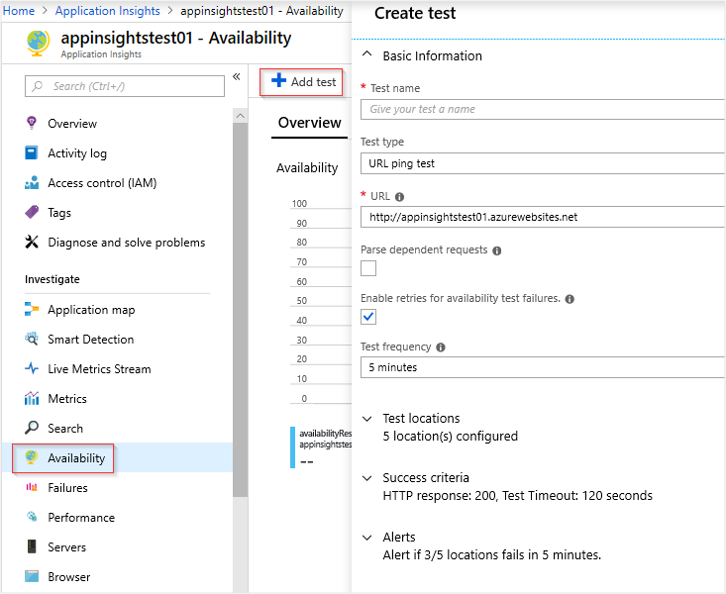 Home > Application Insights > appinsightstest01 - Availability
appinsightstest01 - Availability
Application Insights
Search (Ctrl+/)
«
Overview
Activity log
Access control (IAM)
Tags
Diagnose and solve problems
Investigate
Application map
Smart Detection
Live Metrics Stream
Metrics
Search
Availability
Failures
Performance
Servers
Browser
+ Add test
Overview
Availability
100
90
80
70
60
50
40
30
20
10
0
availabilityRes
appinsightstes
--
Create test
Basic Information
* Test name
Give your test a name
Test type
URL ping test
* URL
http://appinsightstest01.azurewebsites.net
Parse dependent requests
Enable retries for availability test failures.
Test frequency
5 minutes
Test locations
5 location(s) configured
Success criteria
HTTP response: 200, Test Timeout: 120 seconds
Alerts
Alert if 3/5 locations fails in 5 minutes.